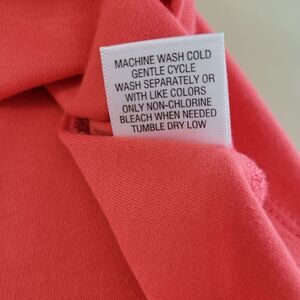 MACHINE WASH COLD
GENTLE CYCLE
WASH SEPARATELY OR
WITH LIKE COLORS
ONLY NON-CHLORINE
BLEACH WHEN NEEDED
TUMBLE DRY LOW